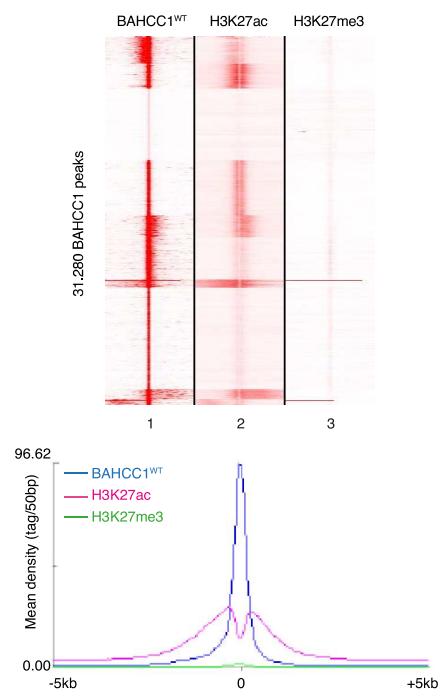 BAHCC1WT H3K27ac H3K27me3
31.280 BAHCC1 peaks
1 2 3
96.62
BAHCC1WT
H3K27ac
H3K27me3
Mean density (tag/50bp)
0.00
-5kb 0 +5kb